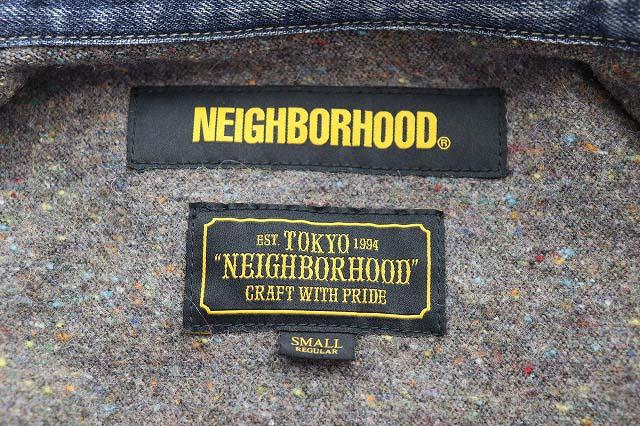 NEIGHBORHOOD®
EST. TOKYO 1994
"NEIGHBORHOOD"
CRAFT WITH PRIDE
SMALL
REGULAR